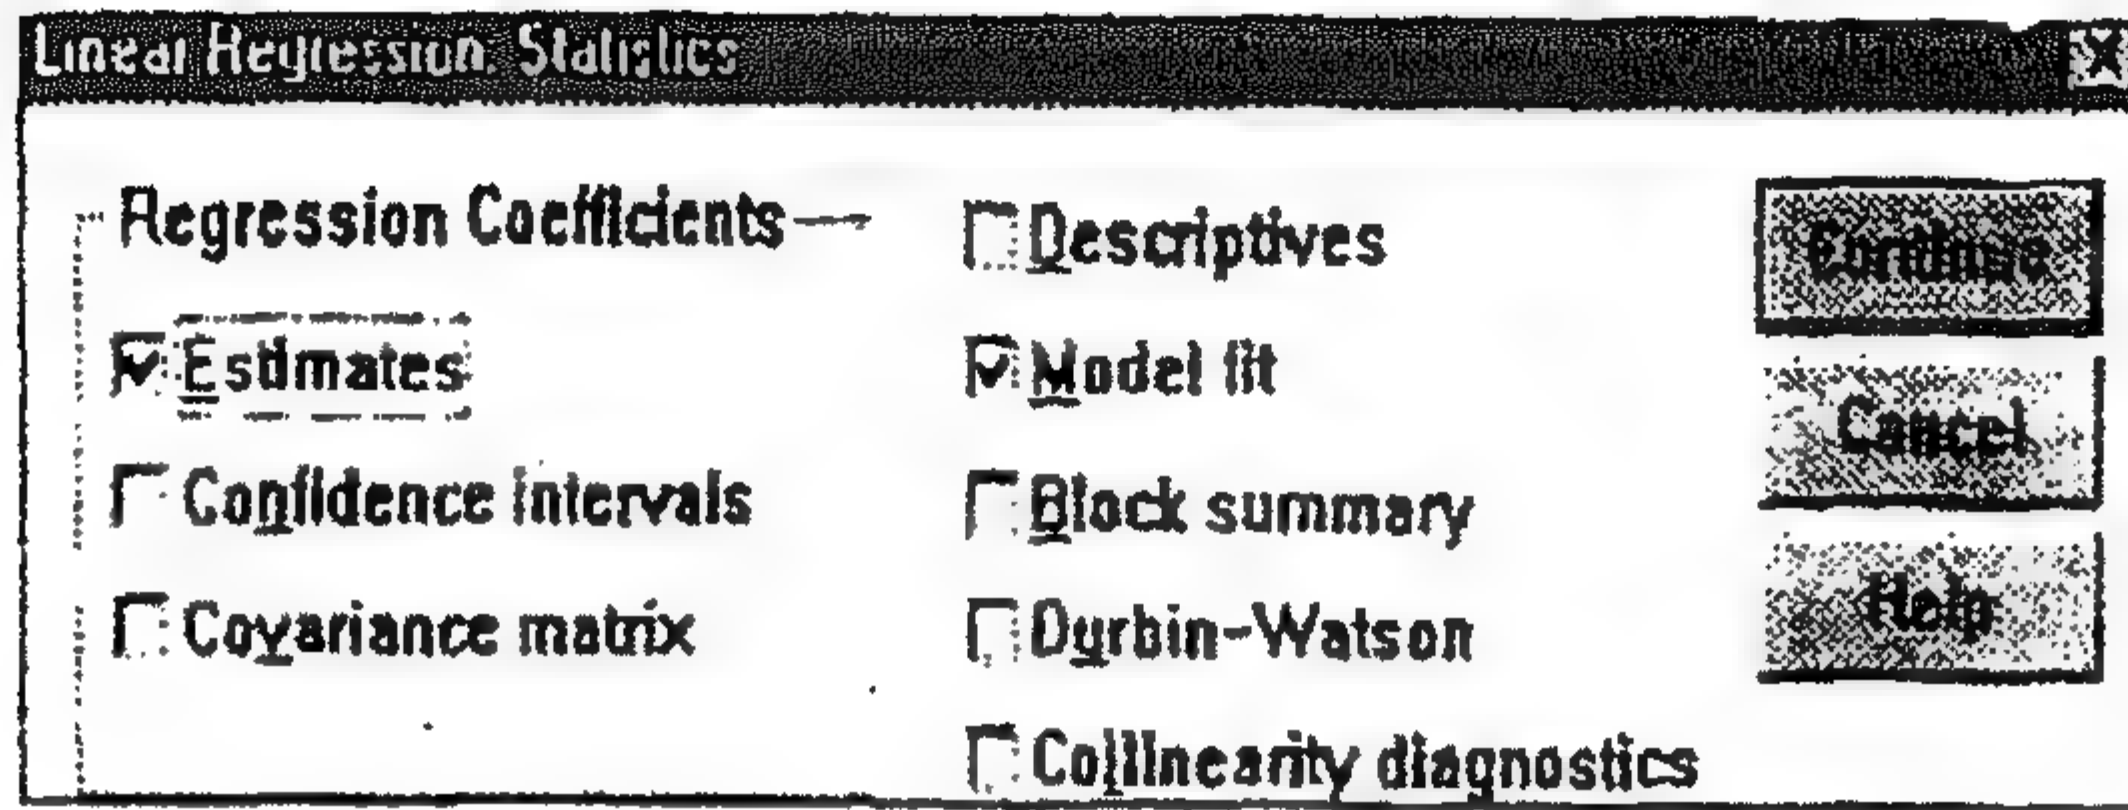 Linear Regression: Statistics
Regression Coefficients
Estimates
Confidence intervals
Covariance matrix
Descriptives
Model fit
Block summary
Durbin-Watson
Collinearity diagnostics
Continue
Cancel
Help